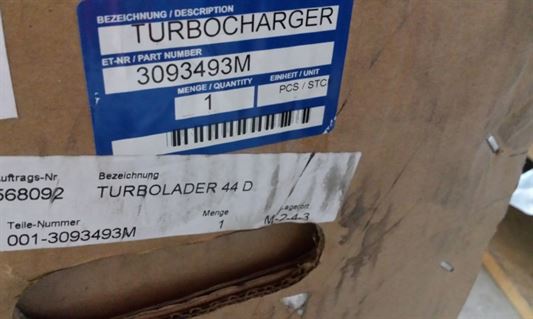 BEZEICHNUNG / DESCRIPTION
TURBOCHARGER
ET-NR / PART NUMBER
3093493M
MENGE / QUANTITY EINHEIT / UNIT
1 PCS / STC
uftrags-Nr Bezeichnung
568092 TURBOLADER 44 D
Teile-Nummer Menge Lagerort
001-3093493M 1 M-2-4-3